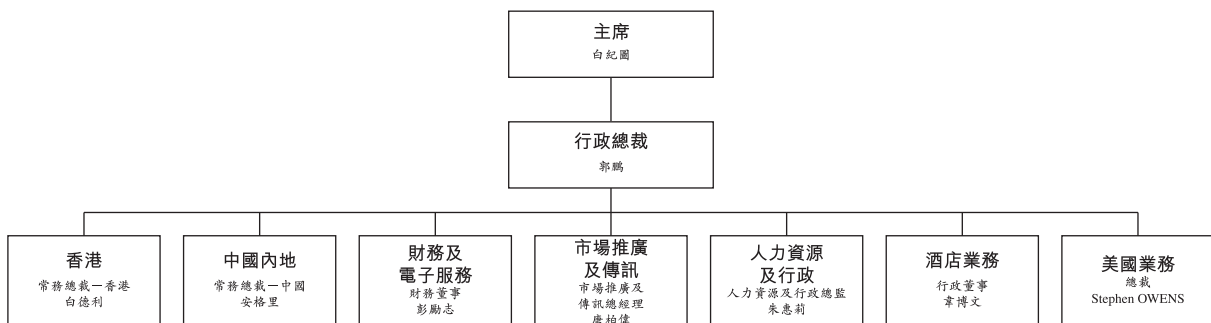 主席
白紀圖
行政總裁
郭鵬
香港
常務總裁－香港
白德利
中國內地
常務總裁－中國
安格里
財務及
電子服務
財務董事
彭勵志
市場推廣
及傳訊
市場推廣及
傳訊總經理
唐柏偉
人力資源
及行政
人力資源及行政總監
朱惠莉
酒店業務
行政董事
韋博文
美國業務
總裁
Stephen OWENS